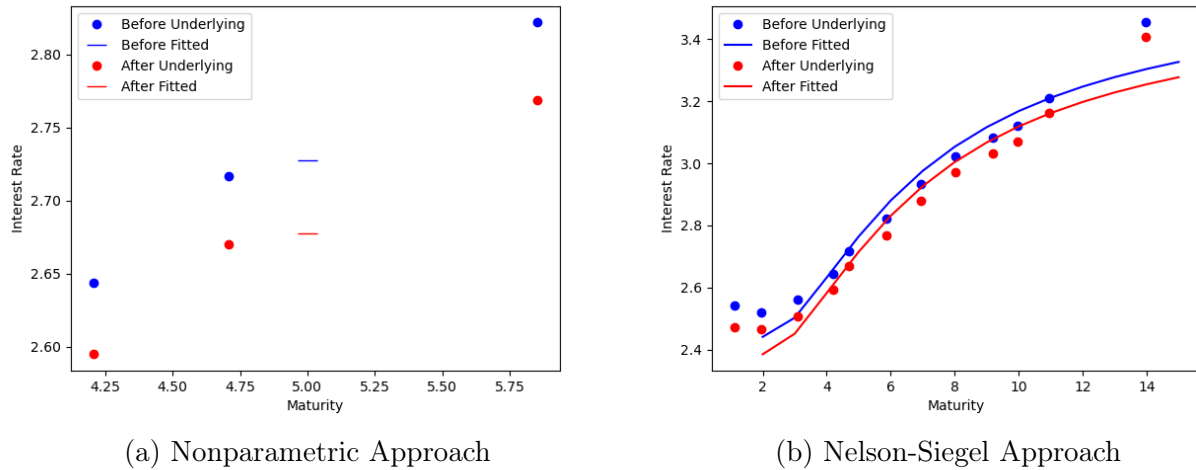 Before Underlying
Before Fitted
After Underlying
After Fitted
2.80
2.75
2.70
2.65
2.60
Interest Rate
4.25 4.50 4.75 5.00 5.25 5.50 5.75
Maturity
(a) Nonparametric Approach
Before Underlying
Before Fitted
After Underlying
After Fitted
3.4
3.2
3.0
2.8
2.6
2.4
Interest Rate
2 4 6 8 10 12 14
Maturity
(b) Nelson-Siegel Approach